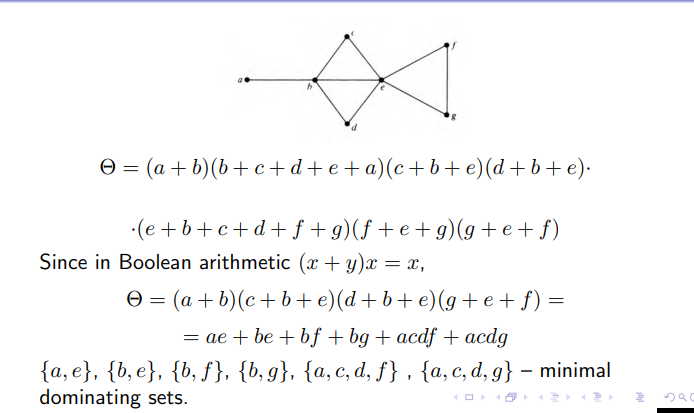 a
b
c
d
e
f
g
Θ = (a + b)(b + c + d + e + a)(c + b + e)(d + b + e)·
·(e + b + c + d + f + g)(f + e + g)(g + e + f)
Since in Boolean arithmetic (x + y)x = x,
Θ = (a + b)(c + b + e)(d + b + e)(g + e + f) =
= ae + be + bf + bg + acdf + acdg
{a, e}, {b, e}, {b, f}, {b, g}, {a, c, d, f} , {a, c, d, g} – minimal
dominating sets.